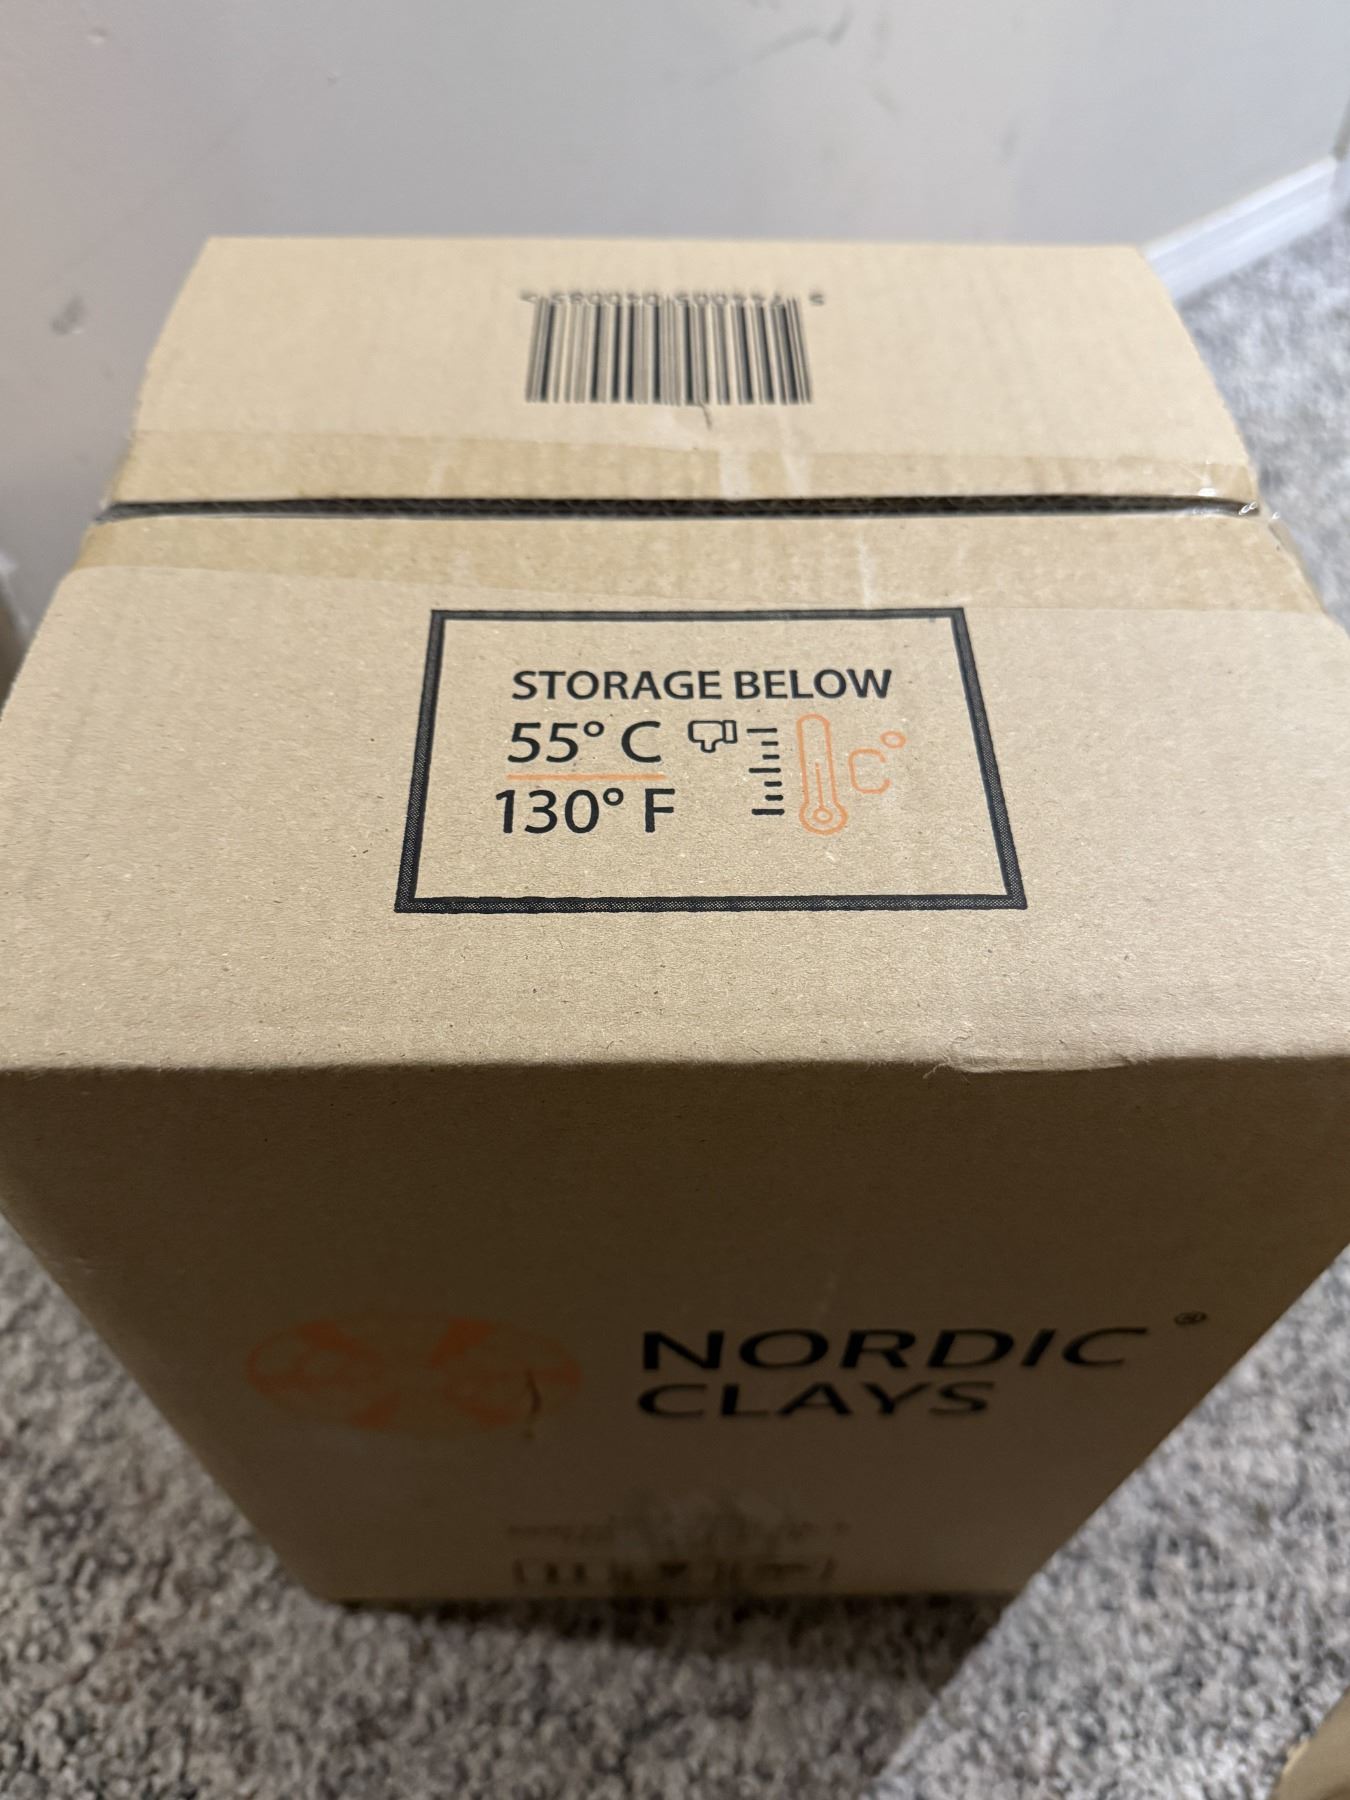 STORAGE BELOW
55° C
C°
130° F
NORDIC ®
CLAYS